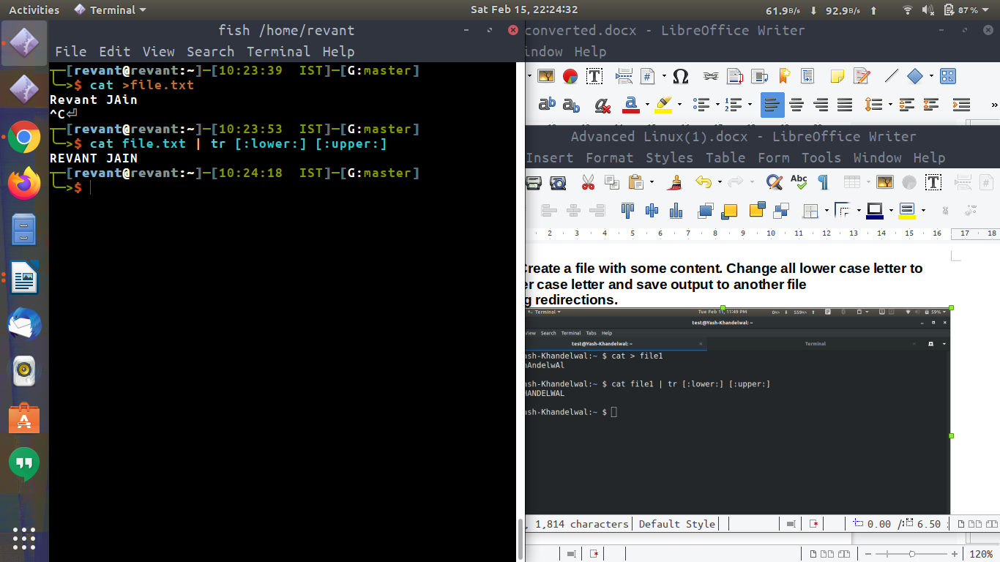 Activities Terminal Sat Feb 15, 22:24:32 61.9B/s 92.9B/s 87 %
fish /home/revant
File Edit View Search Terminal Help
[revant@revant:~]─[10:23:39 IST]─[G:master]
>$ cat >file.txt
Revant JAin
^C⏎
[revant@revant:~]─[10:23:53 IST]─[G:master]
>$ cat file.txt | tr [:lower:] [:upper:]
REVANT JAIN
[revant@revant:~]─[10:24:18 IST]─[G:master]
>$
converted.docx - LibreOffice Writer
indow Help
Advanced Linux(1).docx - LibreOffice Writer
Insert Format Styles Table Form Tools Window Help
Abc
2 3 4 5 6 7 8 9 10 11 12 13 14 15 16 17 18
Create a file with some content. Change all lower case letter to
er case letter and save output to another file
g redirections.
Terminal Tue Feb 11, 11:49 PM 59%
test@Yash-Khandelwal: ~
View Search Terminal Tabs Help
test@Yash-Khandelwal: ~ Terminal
ash-Khandelwal:~ $ cat > file1
hAndelwAl
ash-Khandelwal:~ $ cat file1 | tr [:lower:] [:upper:]
HANDELWAL
ash-Khandelwal:~ $
, 1,814 characters Default Style 0.00 / 6.50
120%